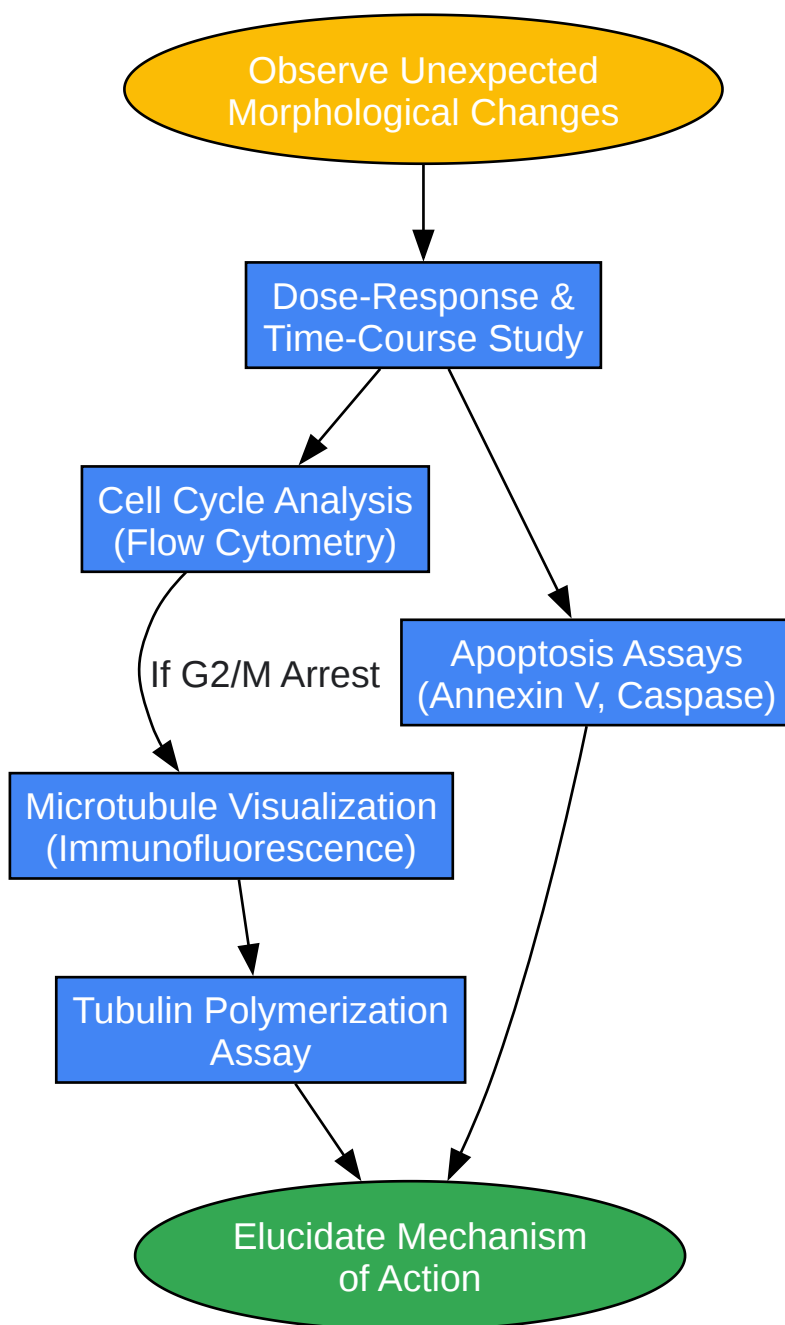 Observe Unexpected
Morphological Changes
Dose-Response &
Time-Course Study
Cell Cycle Analysis
(Flow Cytometry)
If G2/M Arrest
Apoptosis Assays
(Annexin V, Caspase)
Microtubule Visualization
(Immunofluorescence)
Tubulin Polymerization
Assay
Elucidate Mechanism
of Action